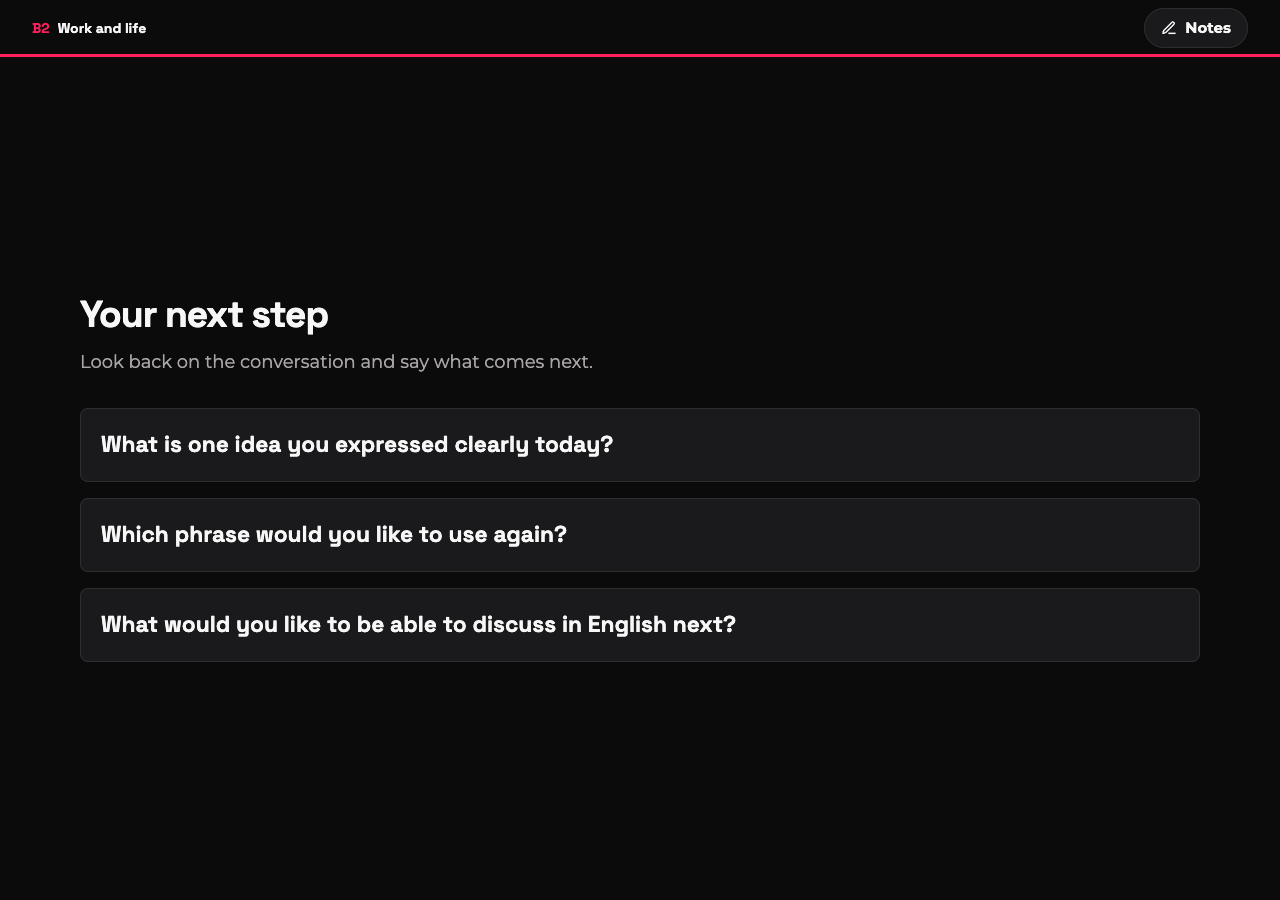 B2 Work and life
Notes
Your next step
Look back on the conversation and say what comes next.
What is one idea you expressed clearly today?
Which phrase would you like to use again?
What would you like to be able to discuss in English next?